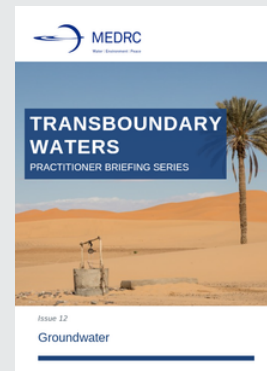 MEDRC
Water | Environment | Peace
TRANSBOUNDARY
WATERS
PRACTITIONER BRIEFING SERIES
Issue 12
Groundwater